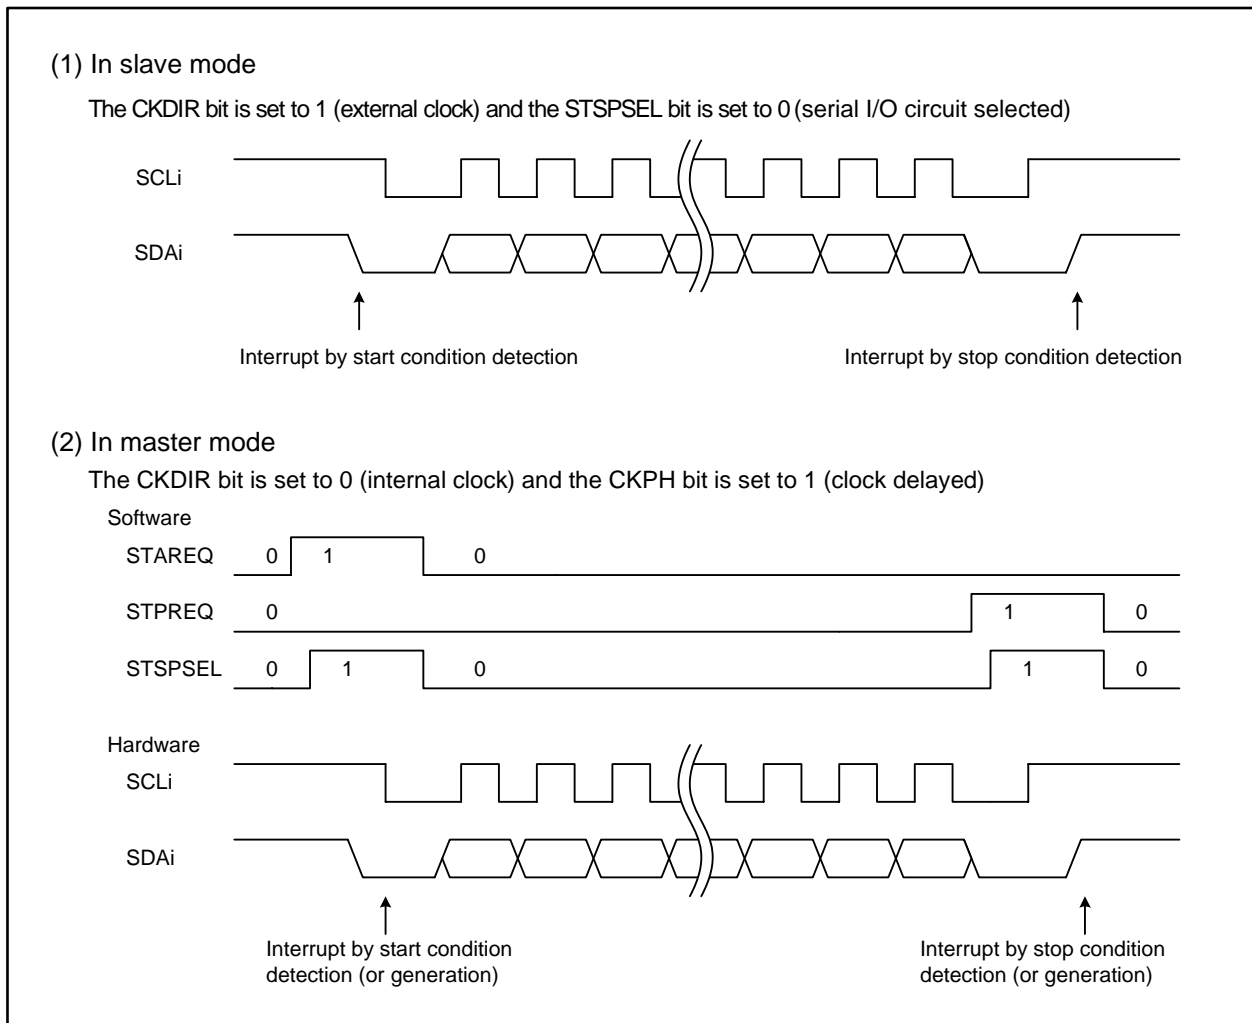 (1) In slave mode
The CKDIR bit is set to 1 (external clock) and the STSPSEL bit is set to 0 (serial I/O circuit selected)
SCLi
SDAi
Interrupt by start condition detection
Interrupt by stop condition detection
(2) In master mode
The CKDIR bit is set to 0 (internal clock) and the CKPH bit is set to 1 (clock delayed)
Software
STAREQ 0 1 0
STPREQ 0 1 0
STSPSEL 0 1 0 1 0
Hardware
SCLi
SDAi
Interrupt by start condition
detection (or generation)
Interrupt by stop condition
detection (or generation)